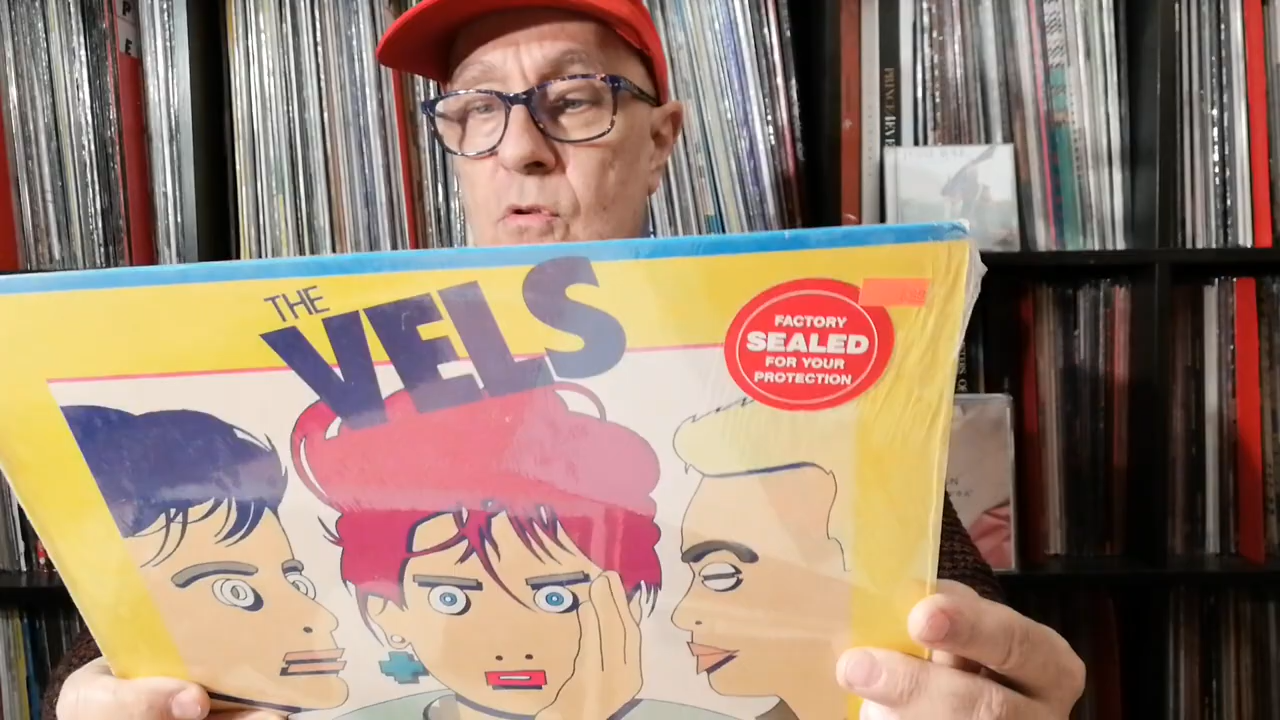 THE
VELS
FACTORY
SEALED
FOR YOUR
PROTECTION